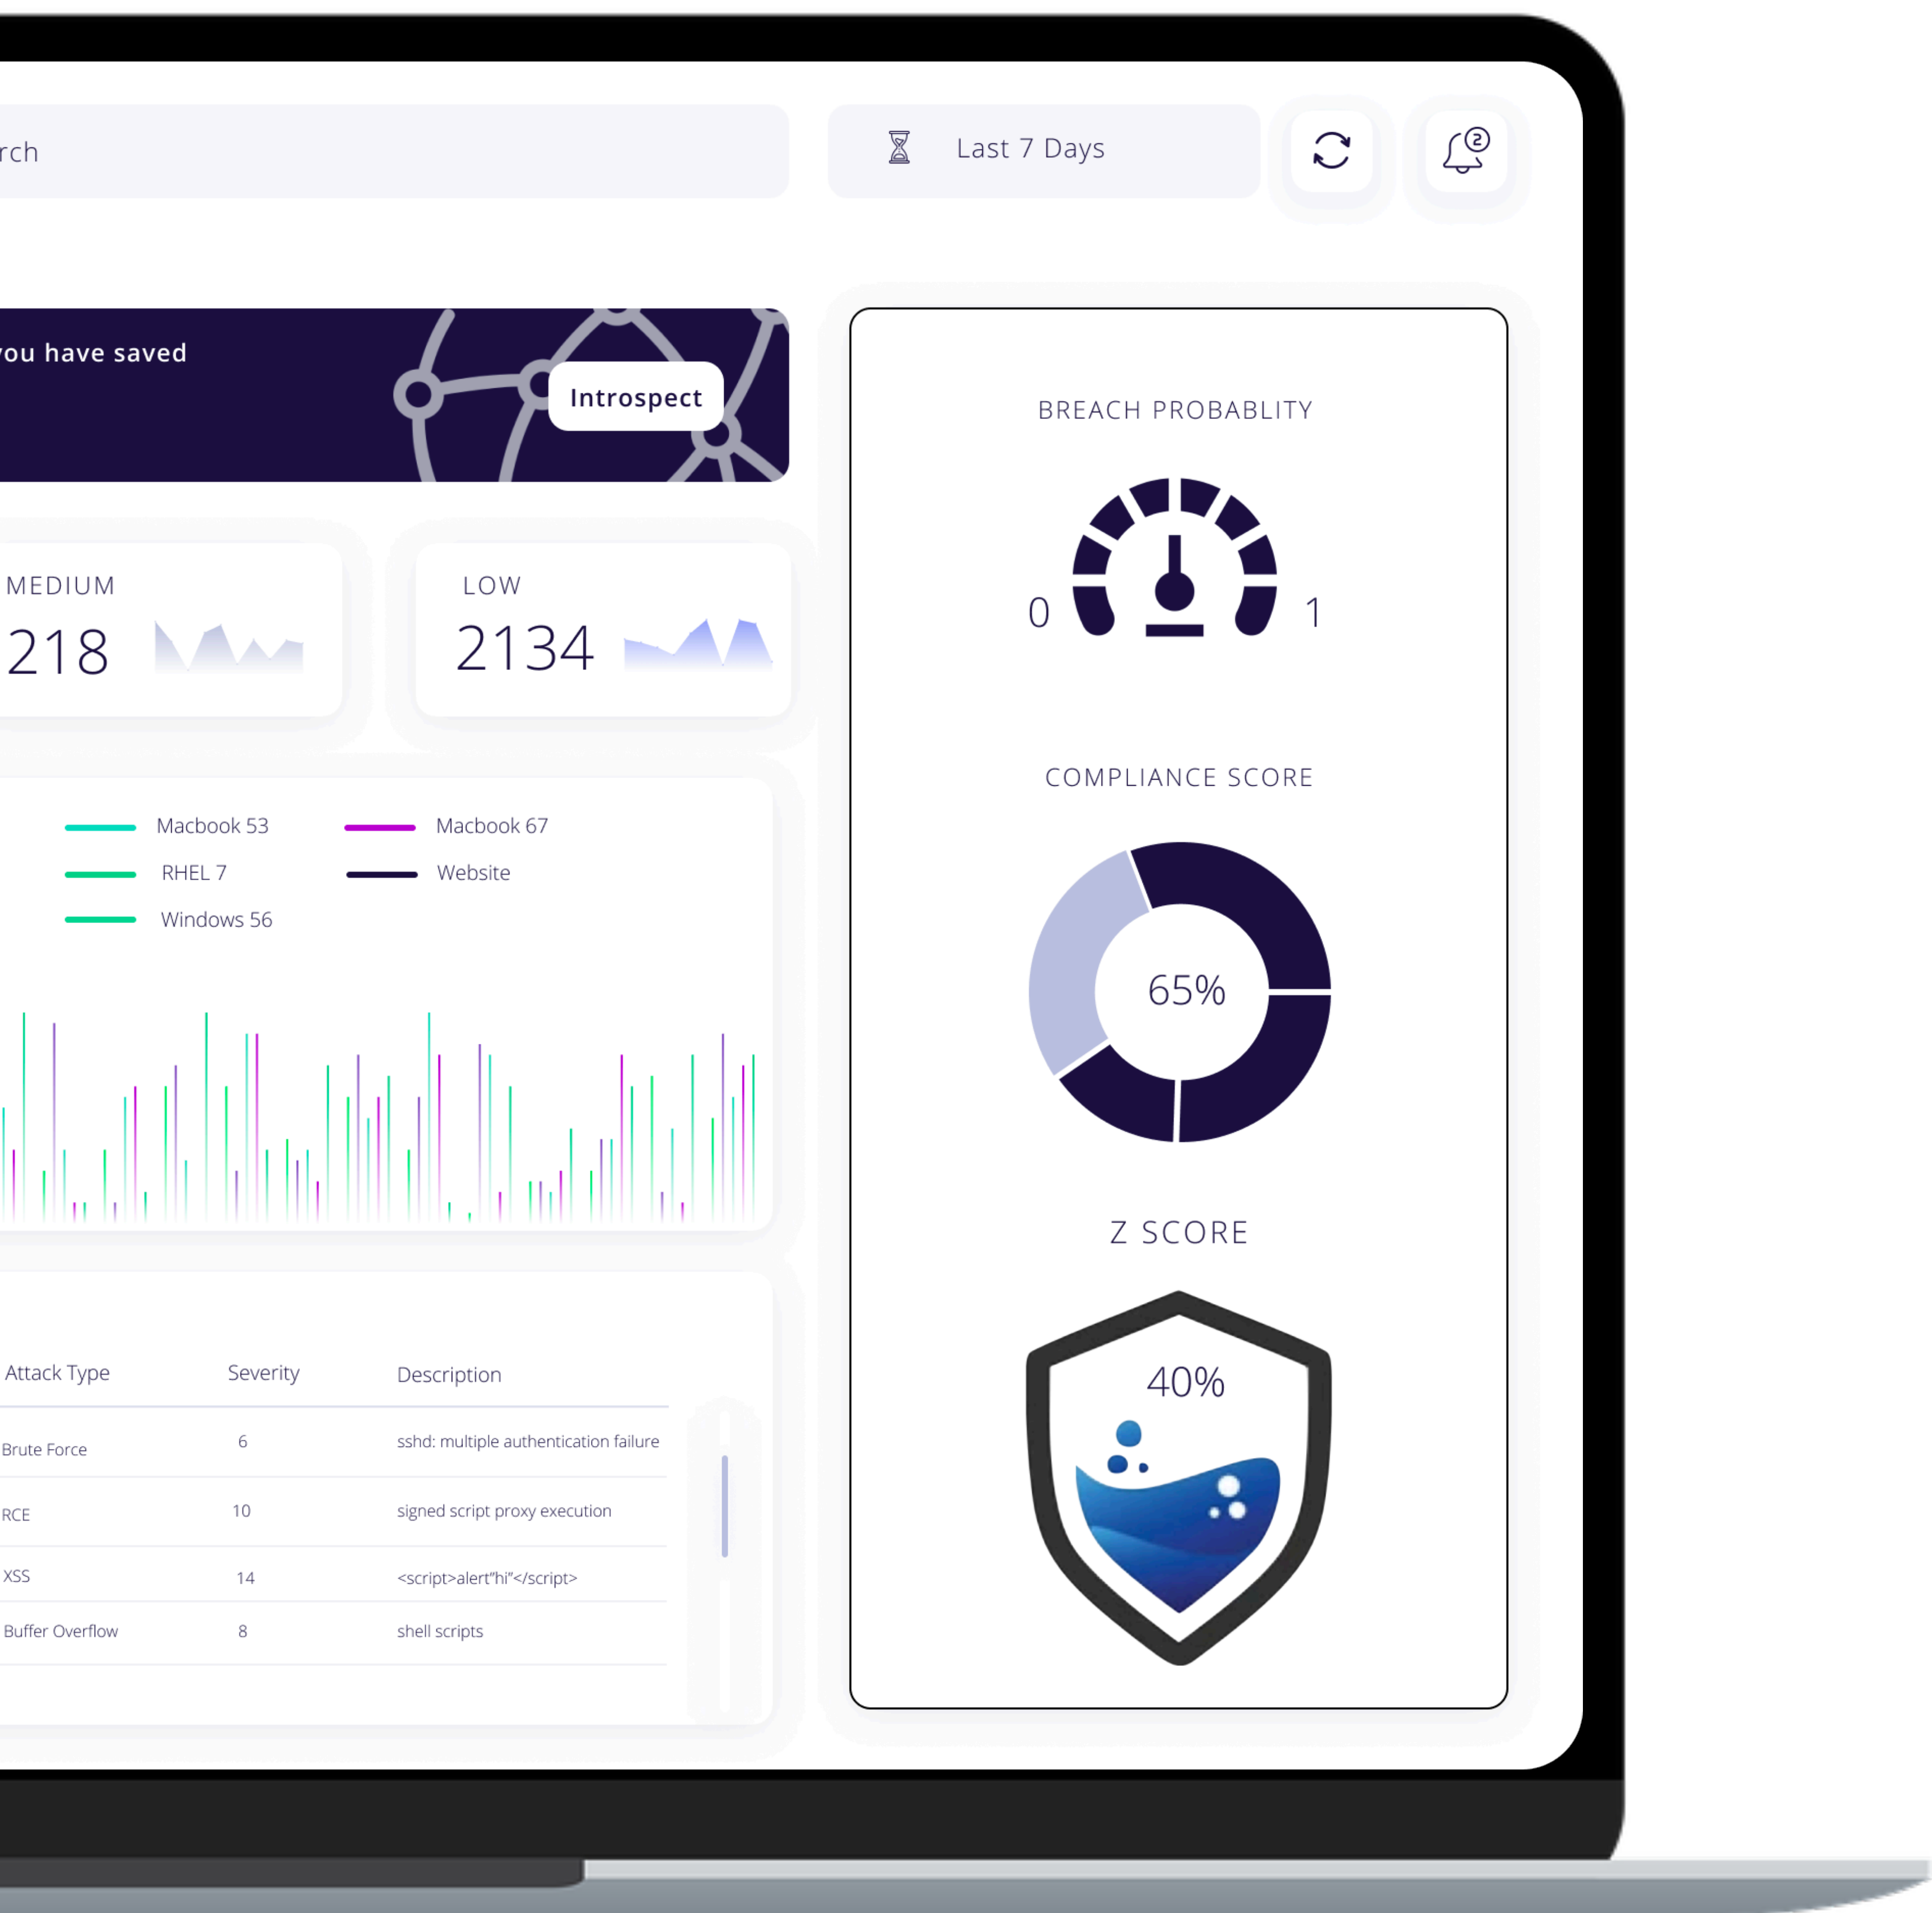 rch
Last 7 Days
2
you have saved
Introspect
MEDIUM
218
LOW
2134
Macbook 53
Macbook 67
RHEL 7
Website
Windows 56
Attack Type
Severity
Description
Brute Force
6
sshd: multiple authentication failure
RCE
10
signed script proxy execution
XSS
14
<script>alert"hi"</script>
Buffer Overflow
8
shell scripts
BREACH PROBABLITY
0
1
COMPLIANCE SCORE
65%
Z SCORE
40%